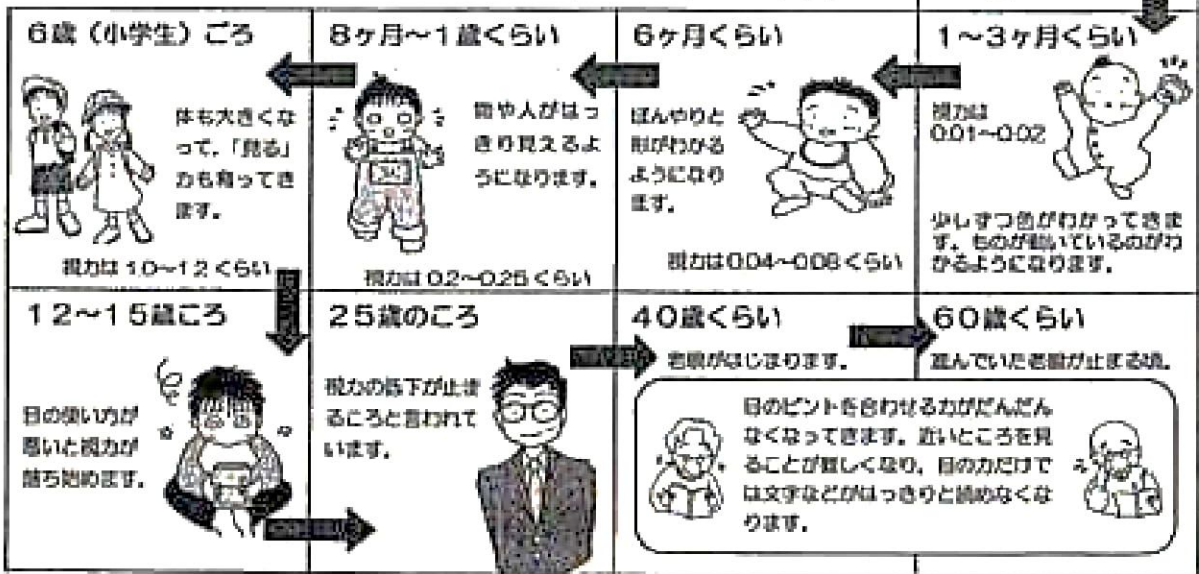 1～3ヶ月くらい
視力は
0.01～0.02
少しずつ色がわかってきま
す。ものが動いているのがわ
かるようになります。
6ヶ月くらい
ぼんやりと
形がわかる
ようになり
ます。
視力は0.04～0.08くらい
8ヶ月～1歳くらい
物や人がはっ
きり見えるよ
うになります。
視力は0.2～0.25くらい
6歳（小学生）ごろ
体も大きくな
って、「見る」
力も育ってき
ます。
視力は1.0～1.2くらい
12～15歳ごろ
目の使い方が
悪いと視力が
落ち始めます。
25歳のころ
視力の低下が止ま
るころと言われて
います。
40歳くらい
老眼がはじまります。
60歳くらい
進んでいた老眼が止まる頃。
目のピントを合わせる力がだんだん
なくなってきます。近いところを見
ることが難しくなり、目の力だけで
は文字などがはっきりと読めなくな
ります。